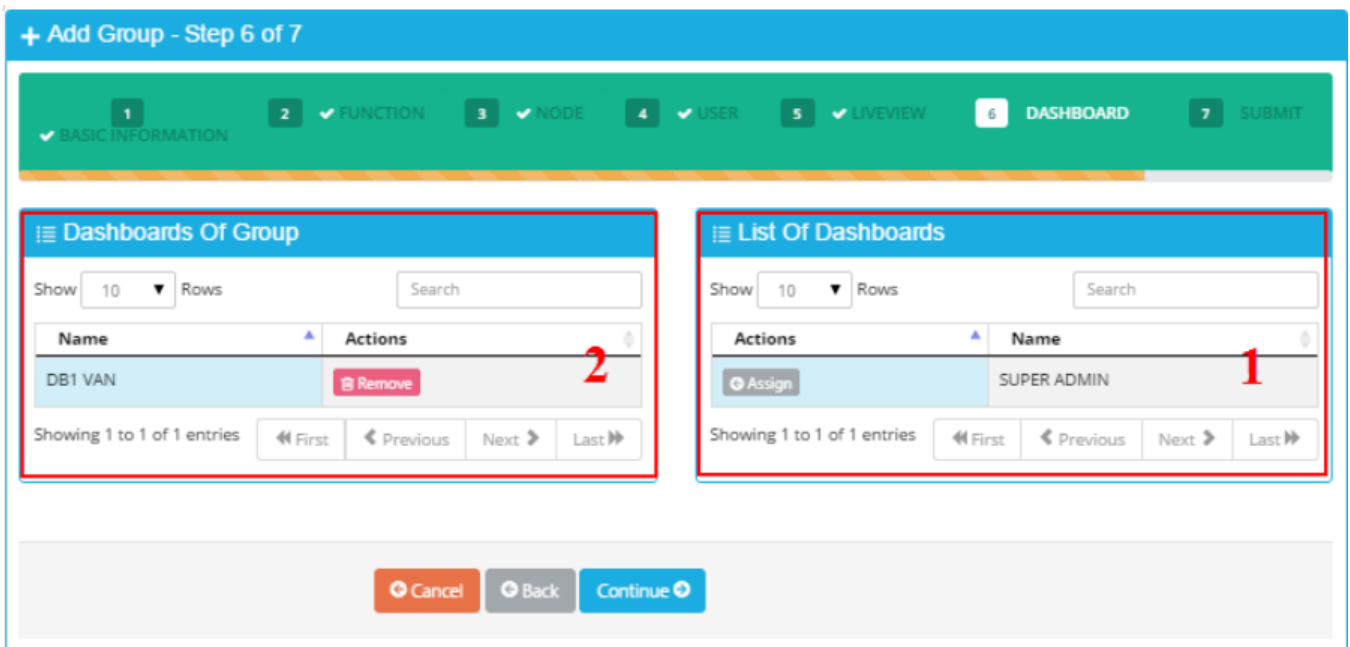 Add Group - Step 6 of 7
1 BASIC INFORMATION
2 FUNCTION
3 NODE
4 USER
5 LIVEVIEW
6 DASHBOARD
7 SUBMIT
Dashboards Of Group
Show 10 Rows Search
Name Actions
DB1 VAN Remove
2
Showing 1 to 1 of 1 entries First Previous Next Last
List Of Dashboards
Show 10 Rows Search
Actions Name
Assign SUPER ADMIN
1
Showing 1 to 1 of 1 entries First Previous Next Last
Cancel Back Continue